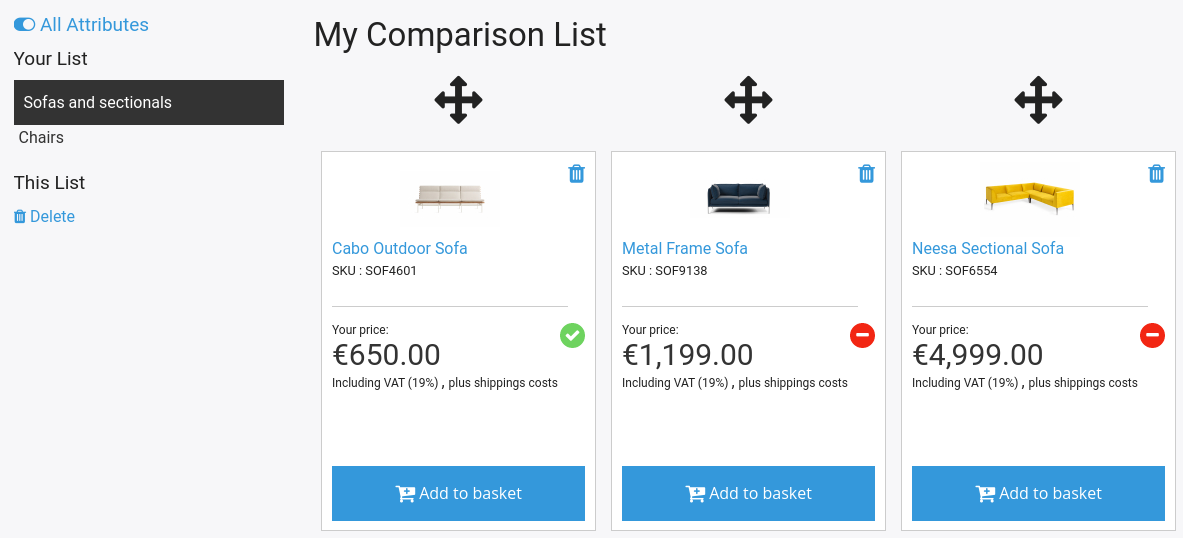 All Attributes
Your List
Sofas and sectionals
Chairs
This List
Delete
My Comparison List
Cabo Outdoor Sofa
SKU : SOF4601
Your price:
€650.00
Including VAT (19%) , plus shippings costs
Add to basket
Metal Frame Sofa
SKU : SOF9138
Your price:
€1,199.00
Including VAT (19%) , plus shippings costs
Add to basket
Neesa Sectional Sofa
SKU : SOF6554
Your price:
€4,999.00
Including VAT (19%) , plus shippings costs
Add to basket